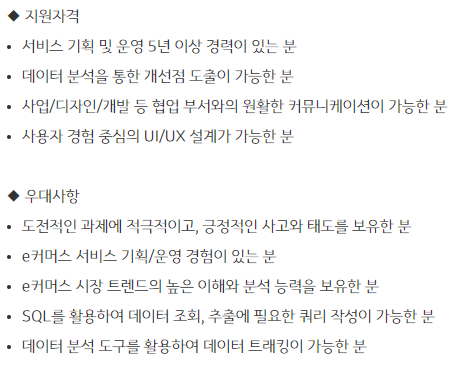 ◆ 지원자격
• 서비스 기획 및 운영 5년 이상 경력이 있는 분
• 데이터 분석을 통한 개선점 도출이 가능한 분
• 사업/디자인/개발 등 협업 부서와의 원활한 커뮤니케이션이 가능한 분
• 사용자 경험 중심의 UI/UX 설계가 가능한 분
◆ 우대사항
• 도전적인 과제에 적극적이고, 긍정적인 사고와 태도를 보유한 분
• e커머스 서비스 기획/운영 경험이 있는 분
• e커머스 시장 트렌드의 높은 이해와 분석 능력을 보유한 분
• SQL를 활용하여 데이터 조회, 추출에 필요한 쿼리 작성이 가능한 분
• 데이터 분석 도구를 활용하여 데이터 트래킹이 가능한 분